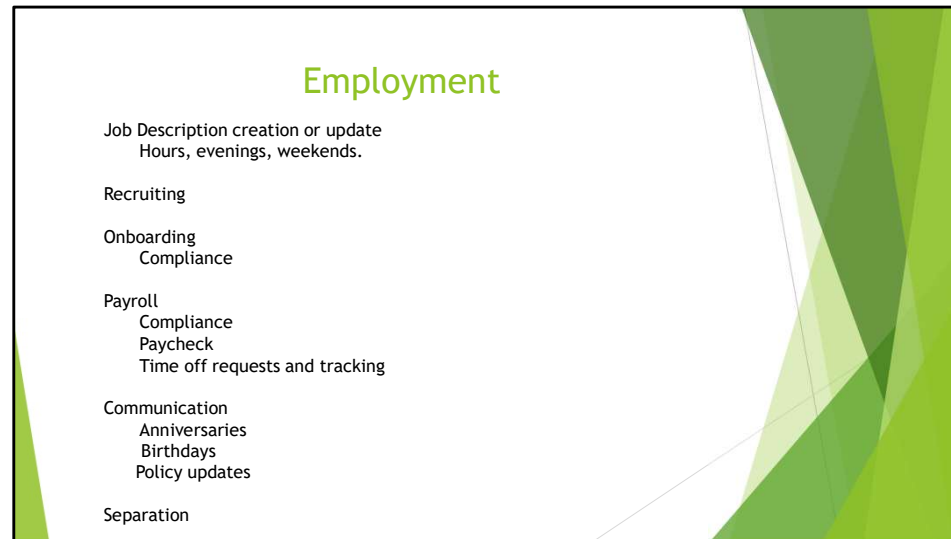 Employment
Job Description creation or update
Hours, evenings, weekends.
Recruiting
Onboarding
Compliance
Payroll
Compliance
Paycheck
Time off requests and tracking
Communication
Anniversaries
Birthdays
Policy updates
Separation